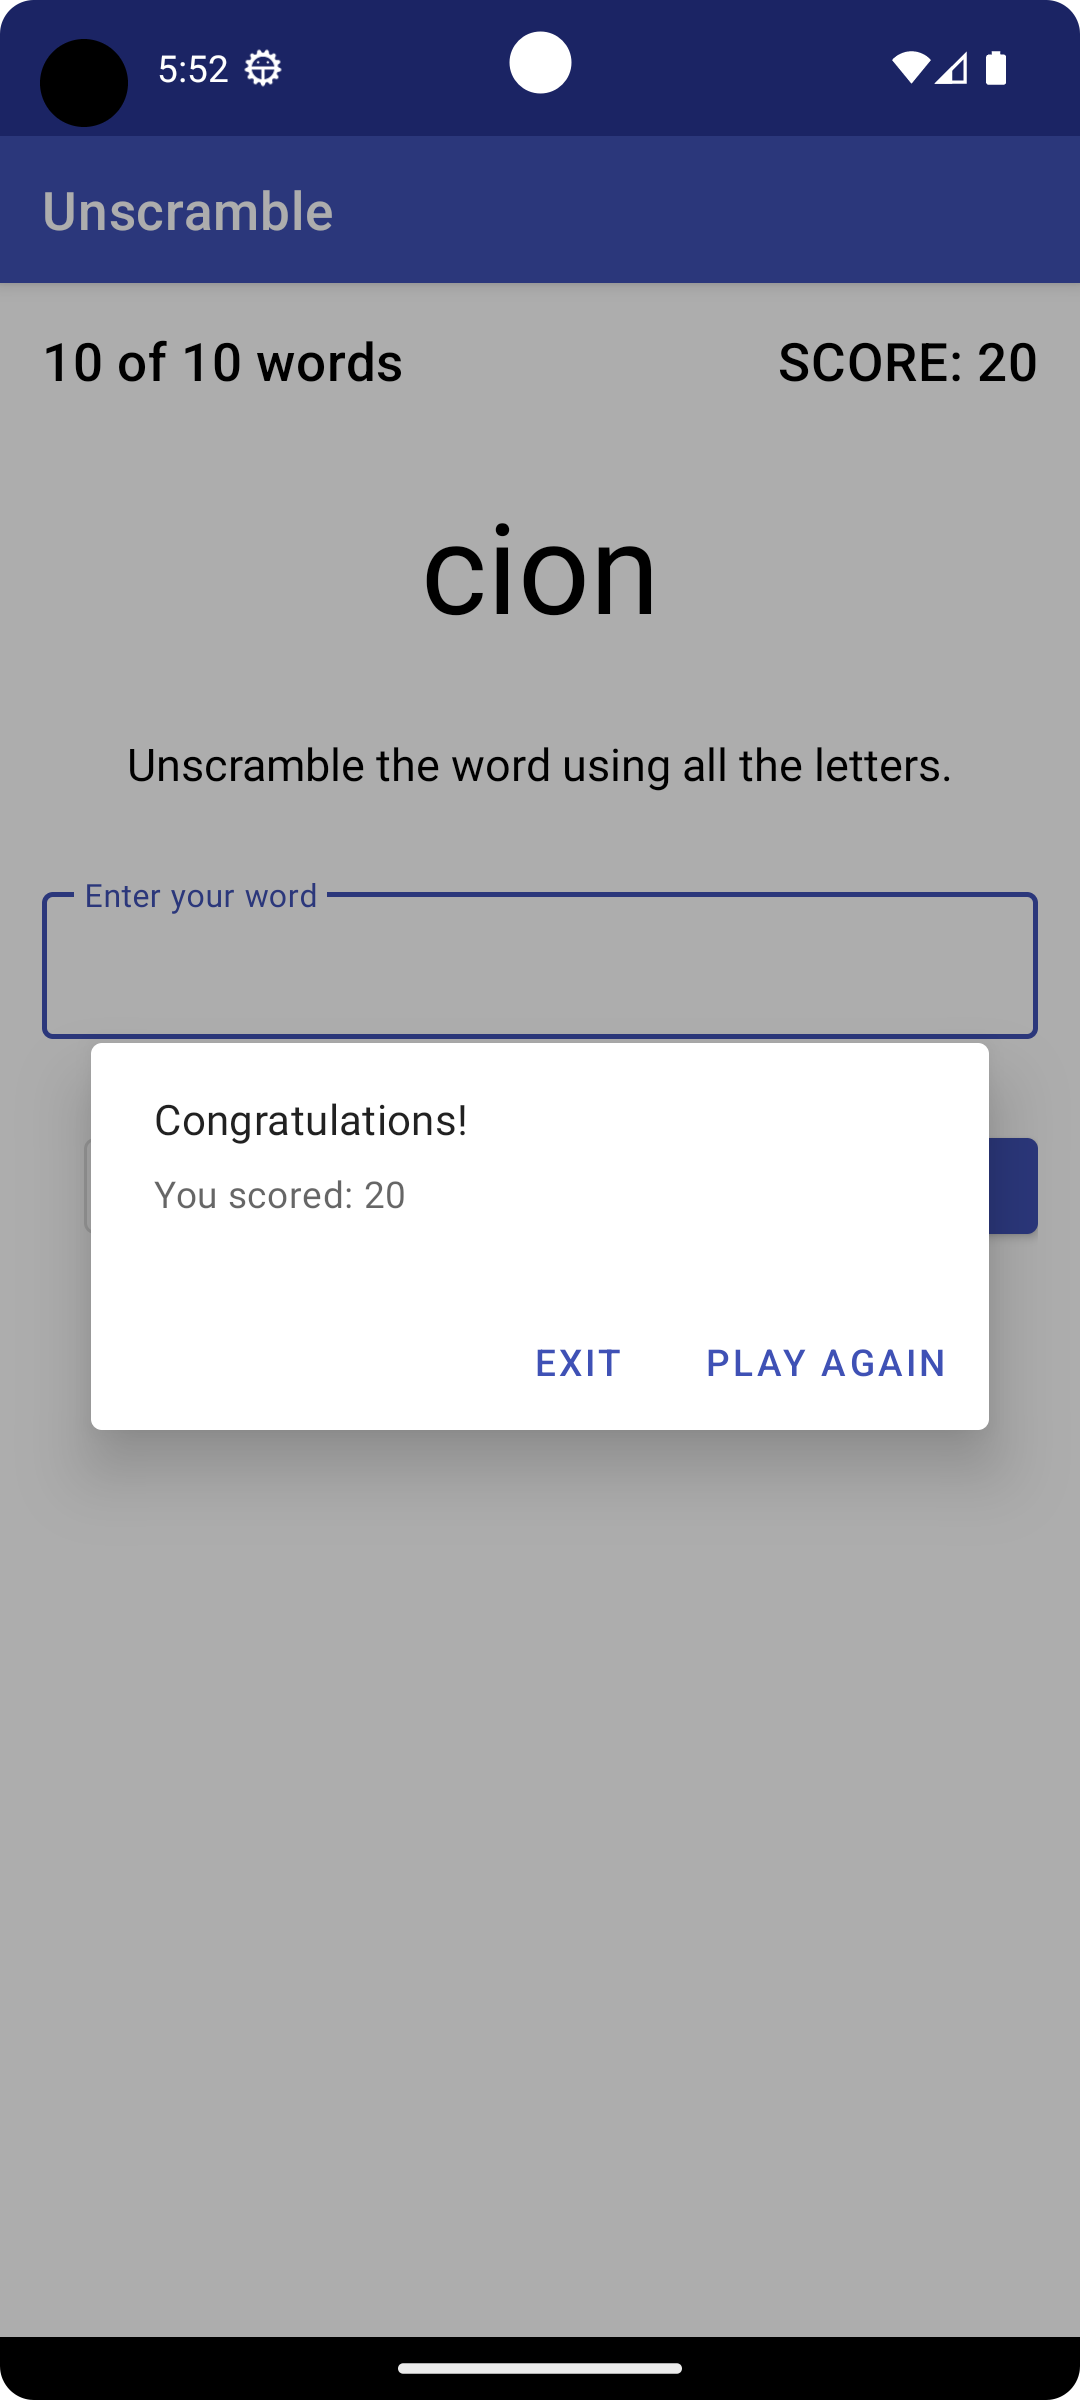 5:52
Unscramble
10 of 10 words
SCORE: 20
cion
Unscramble the word using all the letters.
Enter your word
Congratulations!
You scored: 20
EXIT
PLAY AGAIN